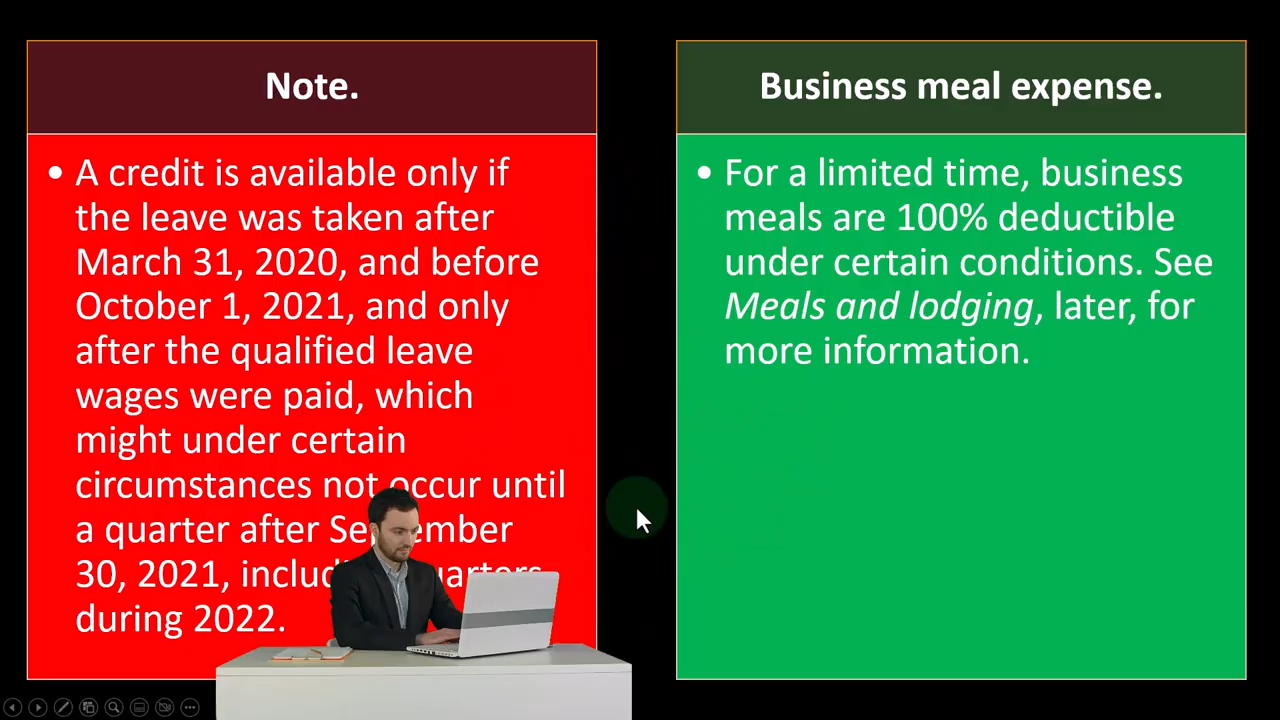 Note.
• A credit is available only if
the leave was taken after
March 31, 2020, and before
October 1, 2021, and only
after the qualified leave
wages were paid, which
might under certain
circumstances not occur until
a quarter after September
30, 2021, including quarters
during 2022.
Business meal expense.
• For a limited time, business
meals are 100% deductible
under certain conditions. See
Meals and lodging, later, for
more information.